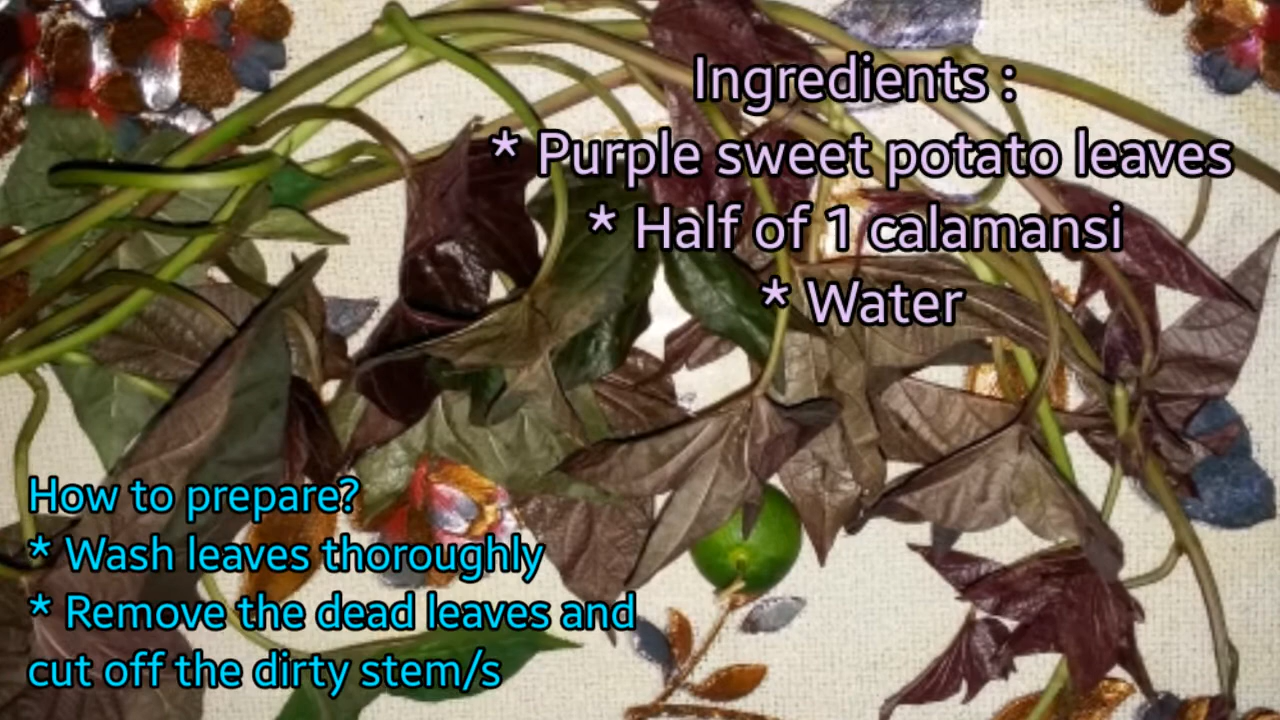 Ingredients :
* Purple sweet potato leaves
* Half of 1 calamansi
* Water
How to prepare?
* Wash leaves thoroughly
* Remove the dead leaves and
cut off the dirty stem/s